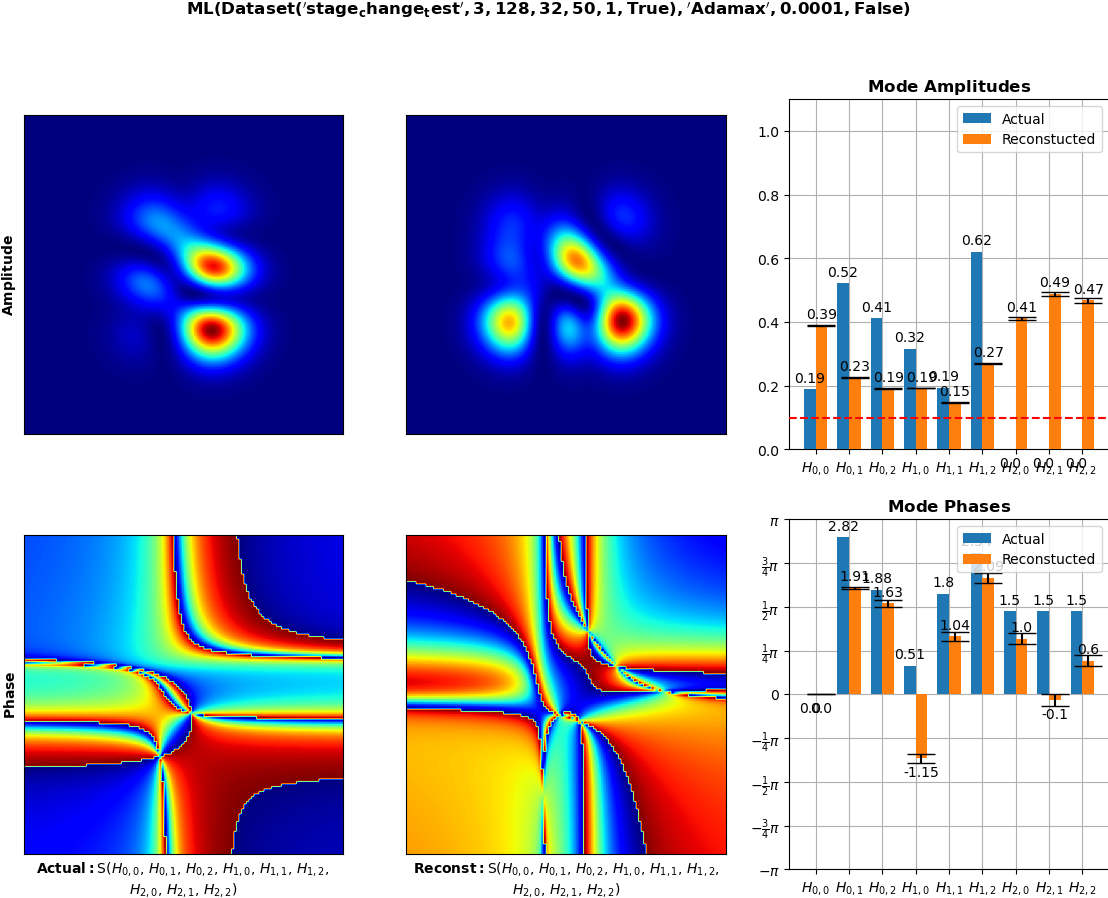 ML(Dataset('stage_change_test', 3, 128, 32, 50, 1, True), 'Adamax', 0.0001, False)
Amplitude
Mode Amplitudes
Actual
Reconstucted
1.0
0.8
0.6
0.4
0.2
0.0
0.19 0.52 0.41 0.32 0.19 0.62 0.0 0.0 0.0
0.39 0.23 0.19 0.19 0.15 0.27 0.41 0.49 0.47
H0,0 H0,1 H0,2 H1,0 H1,1 H1,2 H2,0 H2,1 H2,2
Phase
Mode Phases
Actual
Reconstucted
π
3/4π
1/2π
1/4π
0
−1/4π
−1/2π
−3/4π
−π
0.0 2.82 1.88 0.51 1.8 1.5 1.5 1.5
0.0 1.91 1.63 -1.15 1.04 2.09 1.0 -0.1 0.6
H0,0 H0,1 H0,2 H1,0 H1,1 H1,2 H2,0 H2,1 H2,2
Actual: S(H0,0, H0,1, H0,2, H1,0, H1,1, H1,2,
H2,0, H2,1, H2,2)
Reconst: S(H0,0, H0,1, H0,2, H1,0, H1,1, H1,2,
H2,0, H2,1, H2,2)